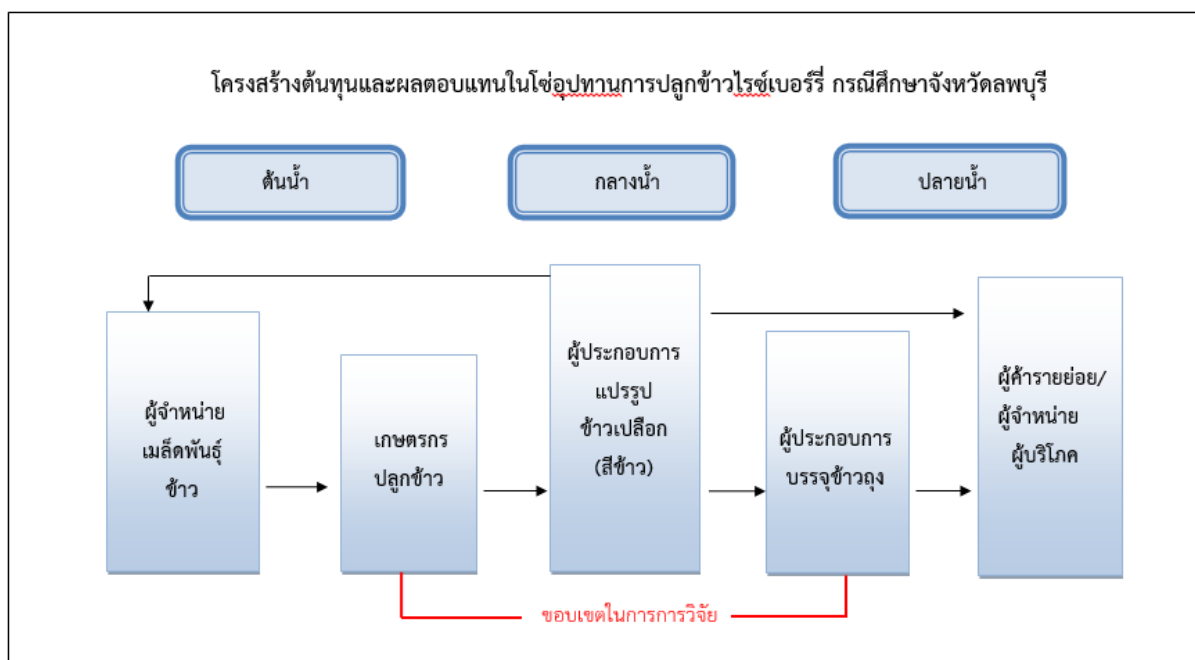 โครงสร้างต้นทุนและผลตอบแทนในโซ่อุปทานการปลูกข้าวไรซ์เบอร์รี่ กรณีศึกษาจังหวัดลพบุรี
ต้นน้ำ
กลางน้ำ
ปลายน้ำ
ผู้จำหน่าย
เมล็ดพันธุ์
ข้าว
เกษตรกร
ปลูกข้าว
ผู้ประกอบการ
แปรรูป
ข้าวเปลือก
(สีข้าว)
ผู้ประกอบการ
บรรจุข้าวถุง
ผู้ค้ารายย่อย/
ผู้จำหน่าย
ผู้บริโภค
ขอบเขตในการการวิจัย